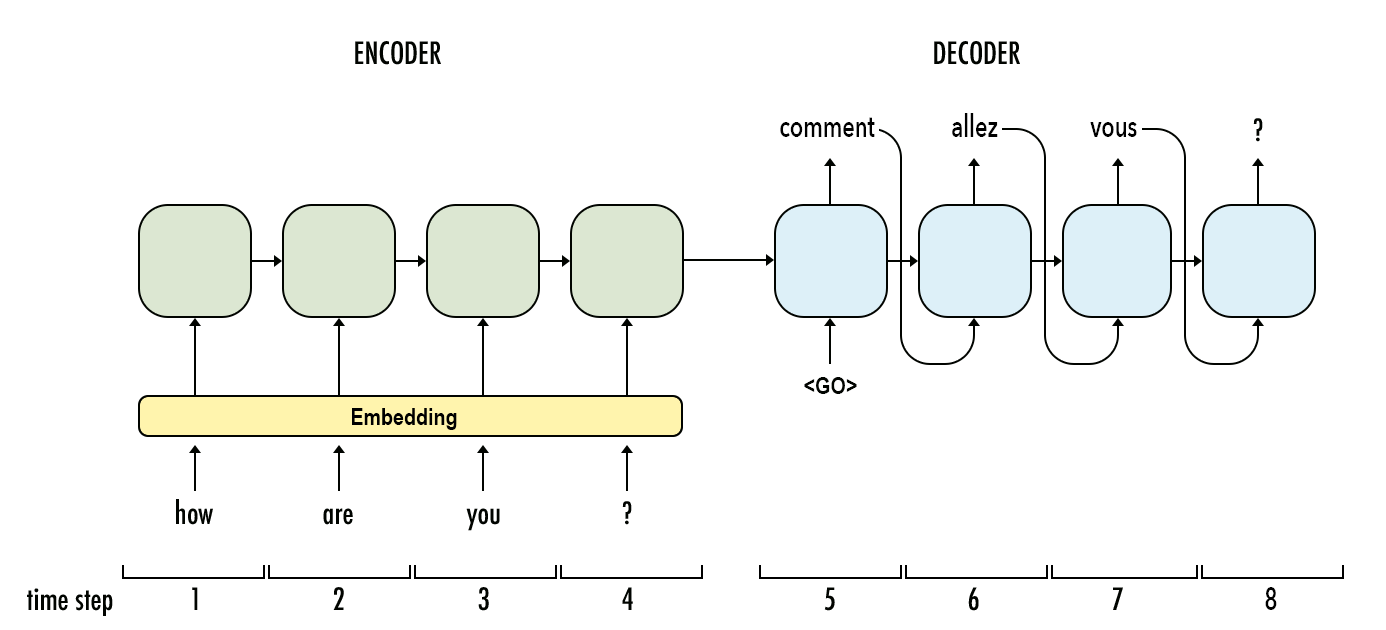 ENCODER DECODER
comment allez vous ?
<GO>
Embedding
how are you ?
time step 1 2 3 4 5 6 7 8